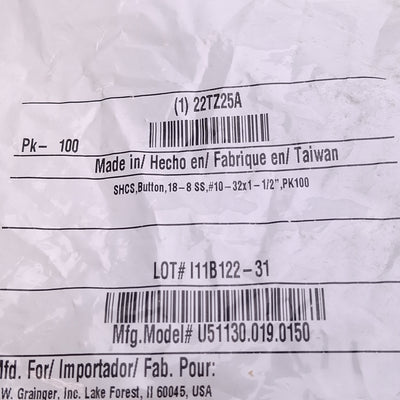 (1) 22TZ25A
Pk- 100
Made in/ Hecho en/ Fabrique en/ Taiwan
SHCS,Button,18-8 SS,#10-32x1-1/2",PK100
LOT# I11B122-31
Mfg.Model# U51130.019.0150
Mfd. For/ Importador/ Fab. Pour:
W. Grainger, Inc. Lake Forest, Il 60045, USA